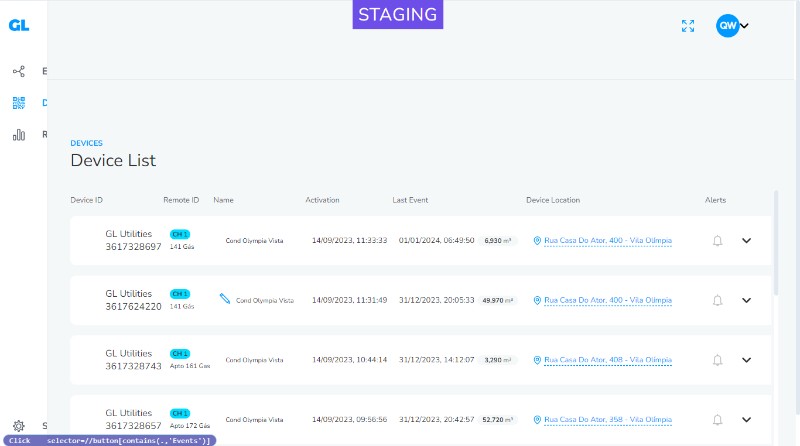 STAGING
GL
QW
E
D
R
DEVICES
Device List
Device ID Remote ID Name Activation Last Event Device Location Alerts
GL Utilities 3617328697 CH 1 141 Gás Cond Olympia Vista 14/09/2023, 11:33:33 01/01/2024, 06:49:50 6,930 m³ Rua Casa Do Ator, 400 - Vila Olímpia
GL Utilities 3617624220 CH 1 141 Gás Cond Olympia Vista 14/09/2023, 11:31:49 31/12/2023, 20:05:33 49,970 m³ Rua Casa Do Ator, 400 - Vila Olímpia
GL Utilities 3617328743 CH 1 Apto 161 Gas Cond Olympia Vista 14/09/2023, 10:44:14 31/12/2023, 14:12:07 3,290 m³ Rua Casa Do Ator, 408 - Vila Olímpia
GL Utilities 3617328657 CH 1 Apto 172 Gas Cond Olympia Vista 14/09/2023, 09:56:56 31/12/2023, 20:42:57 52,720 m³ Rua Casa Do Ator, 358 - Vila Olímpia
S
Click selector=//button[contains(.,'Events')]